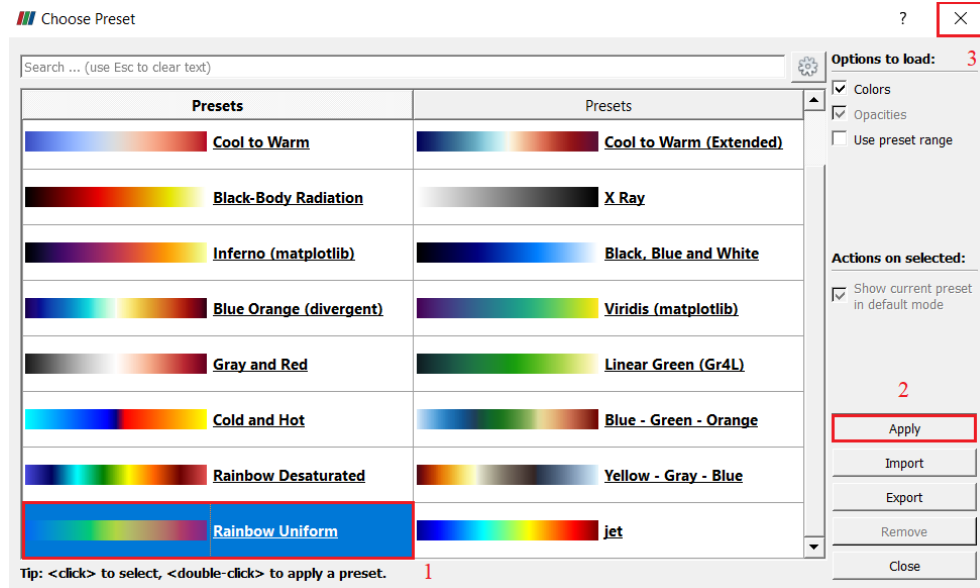 Choose Preset
?
Search ... (use Esc to clear text)
Options to load:
3
Presets
Presets
Colors
Opacities
Use preset range
Cool to Warm
Cool to Warm (Extended)
Black-Body Radiation
X Ray
Inferno (matplotlib)
Black, Blue and White
Blue Orange (divergent)
Viridis (matplotlib)
Gray and Red
Linear Green (Gr4L)
Cold and Hot
Blue - Green - Orange
Rainbow Desaturated
Yellow - Gray - Blue
Rainbow Uniform
jet
Actions on selected:
Show current preset
in default mode
2
Apply
Import
Export
Remove
Close
Tip: <click> to select, <double-click> to apply a preset.
1